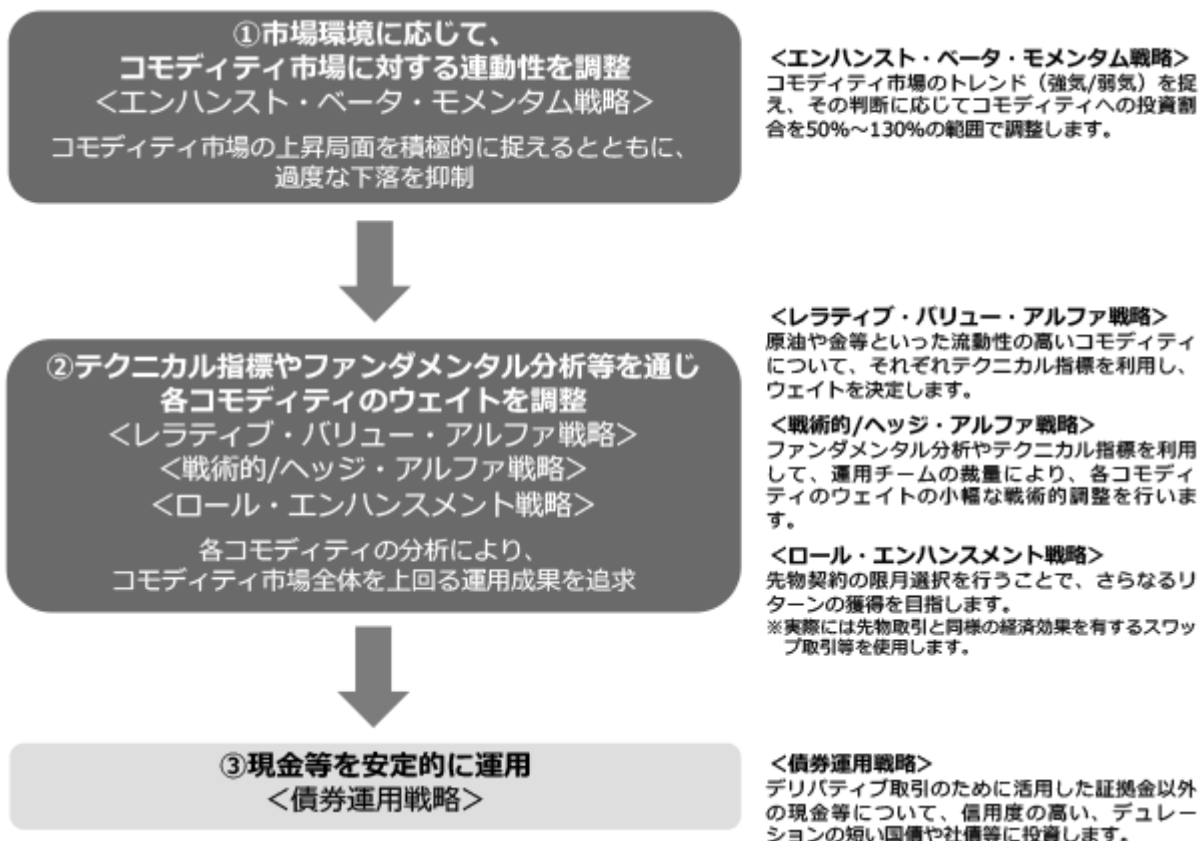 ①市場環境に応じて、
コモディティ市場に対する連動性を調整
＜エンハンスト・ベータ・モメンタム戦略＞
コモディティ市場の上昇局面を積極的に捉えるとともに、
過度な下落を抑制
＜エンハンスト・ベータ・モメンタム戦略＞
コモディティ市場のトレンド（強気/弱気）を捉
え、その判断に応じてコモディティへの投資割
合を50%～130%の範囲で調整します。
②テクニカル指標やファンダメンタル分析等を通じ
各コモディティのウェイトを調整
＜レラティブ・バリュー・アルファ戦略＞
＜戦術的/ヘッジ・アルファ戦略＞
＜ロール・エンハンスメント戦略＞
各コモディティの分析により、
コモディティ市場全体を上回る運用成果を追求
＜レラティブ・バリュー・アルファ戦略＞
原油や金等といった流動性の高いコモディティ
について、それぞれテクニカル指標を利用し、
ウェイトを決定します。
＜戦術的/ヘッジ・アルファ戦略＞
ファンダメンタル分析やテクニカル指標を利用
して、運用チームの裁量により、各コモディ
ティのウェイトの小幅な戦術的調整を行いま
す。
＜ロール・エンハンスメント戦略＞
先物契約の限月選択を行うことで、さらなるリ
ターンの獲得を目指します。
※実際には先物取引と同様の経済効果を有するスワッ
プ取引等を使用します。
③現金等を安定的に運用
＜債券運用戦略＞
＜債券運用戦略＞
デリバティブ取引のために活用した証拠金以外
の現金等について、信用度の高い、デュレー
ションの短い国債や社債等に投資します。